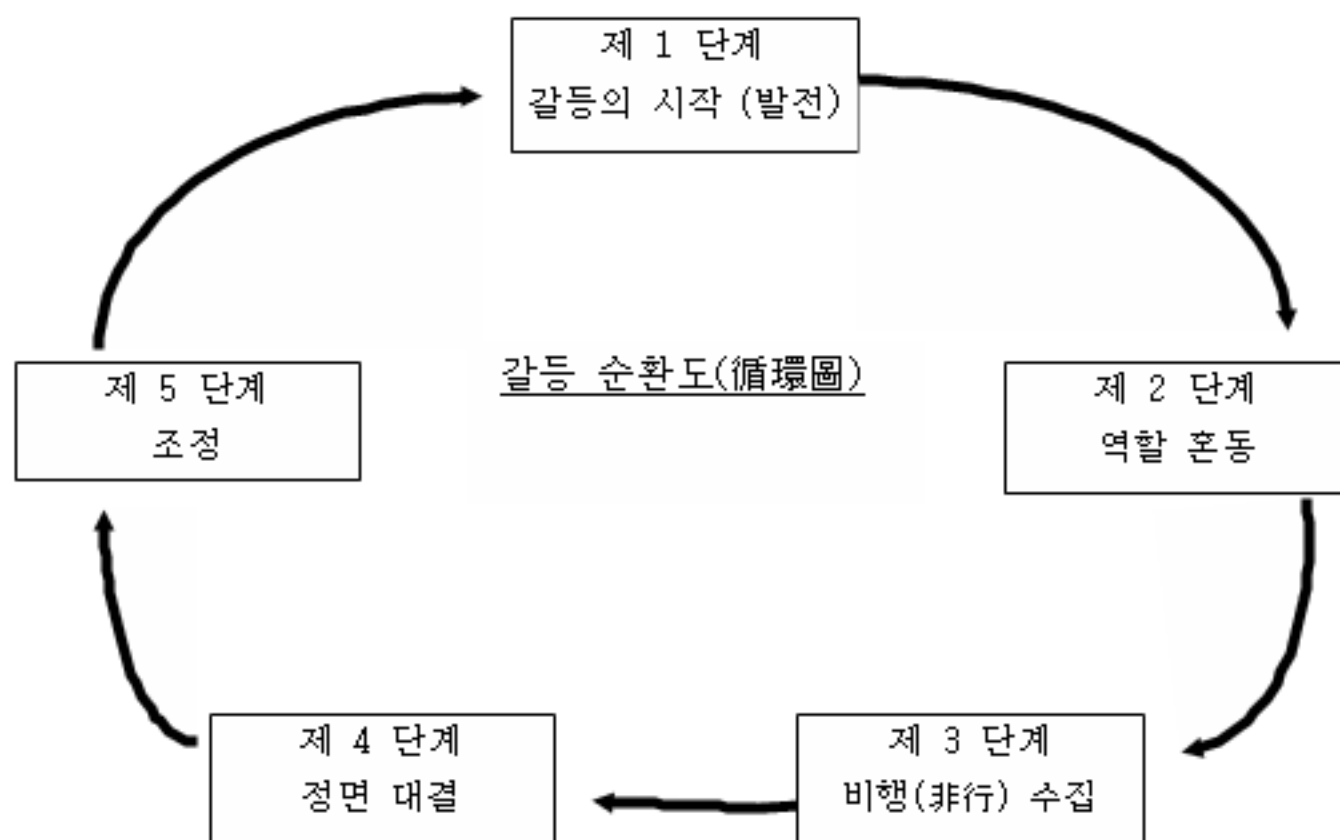 제 1 단계
갈등의 시작 (발전)
갈등 순환도(循環圖)
제 5 단계
조정
제 2 단계
역할 혼동
제 4 단계
정면 대결
제 3 단계
비행(非行) 수집